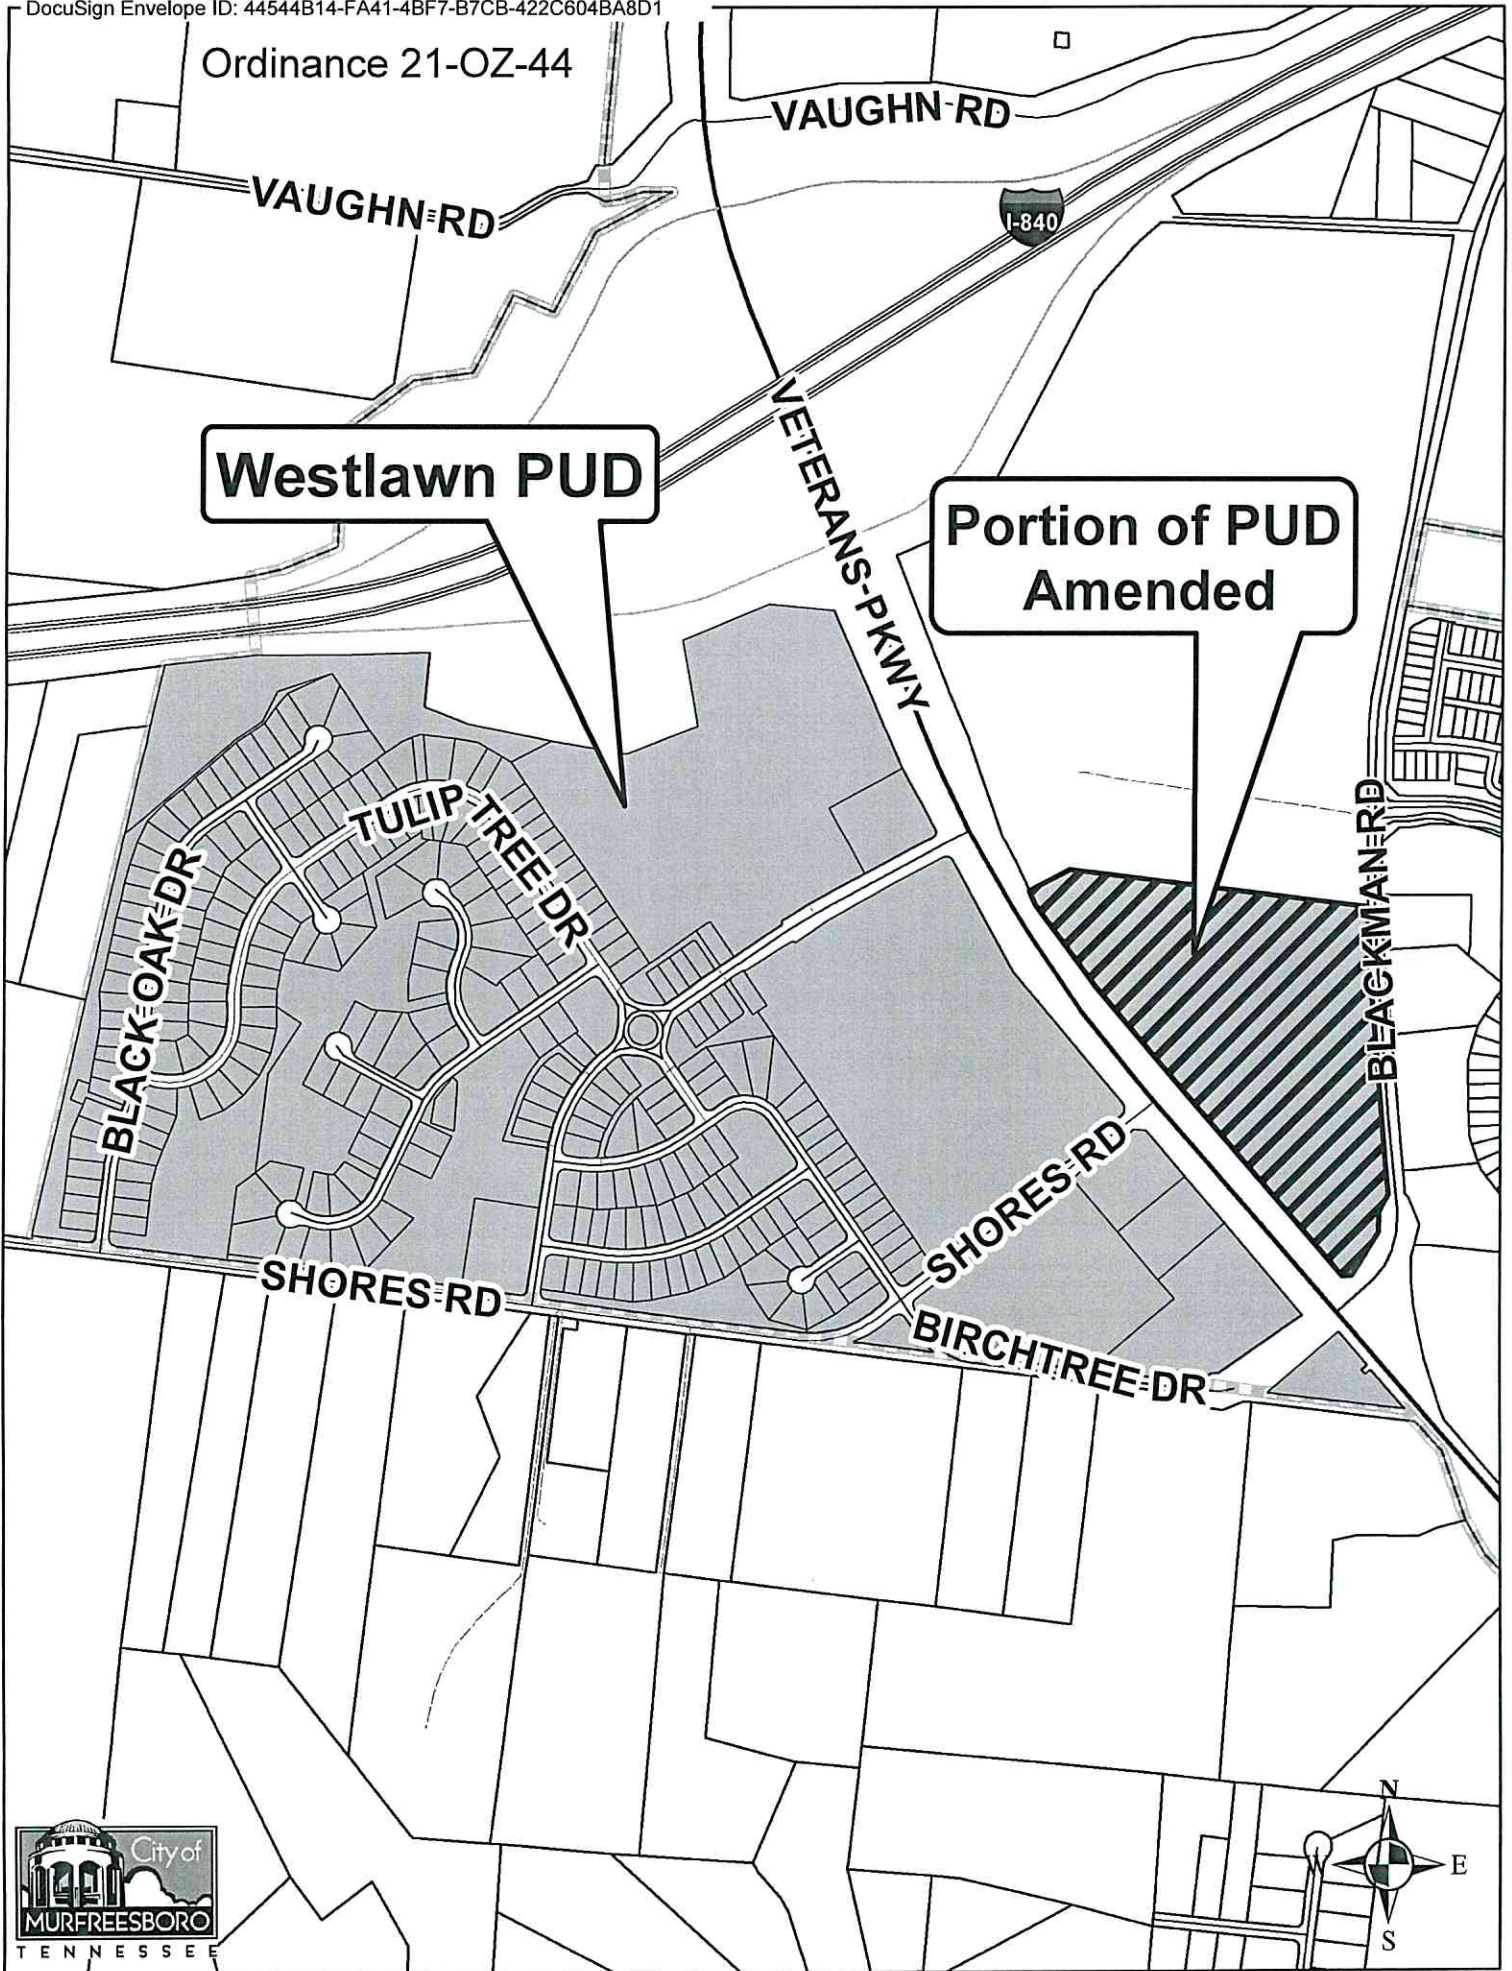 DocuSign Envelope ID: 44544B14-FA41-4BF7-B7CB-422C604BA8D1
Ordinance 21-OZ-44
VAUGHN RD
VAUGHN RD
I-840
VETERANS PKWY
Westlawn PUD
Portion of PUD
Amended
TULIP TREE DR
BLACK OAK DR
BLACKMAN RD
SHORES RD
SHORES RD
BIRCHTREE DR
City of
MURFREESBORO
TENNESSEE
N
E
S